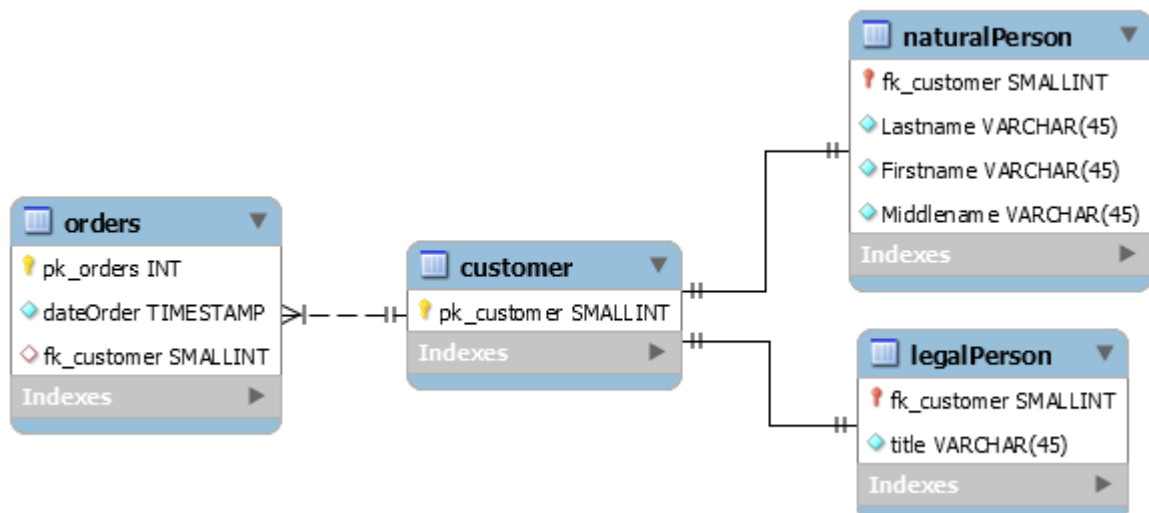 orders
pk_orders INT
dateOrder TIMESTAMP
fk_customer SMALLINT
Indexes
customer
pk_customer SMALLINT
Indexes
naturalPerson
fk_customer SMALLINT
Lastname VARCHAR(45)
Firstname VARCHAR(45)
Middlename VARCHAR(45)
Indexes
legalPerson
fk_customer SMALLINT
title VARCHAR(45)
Indexes